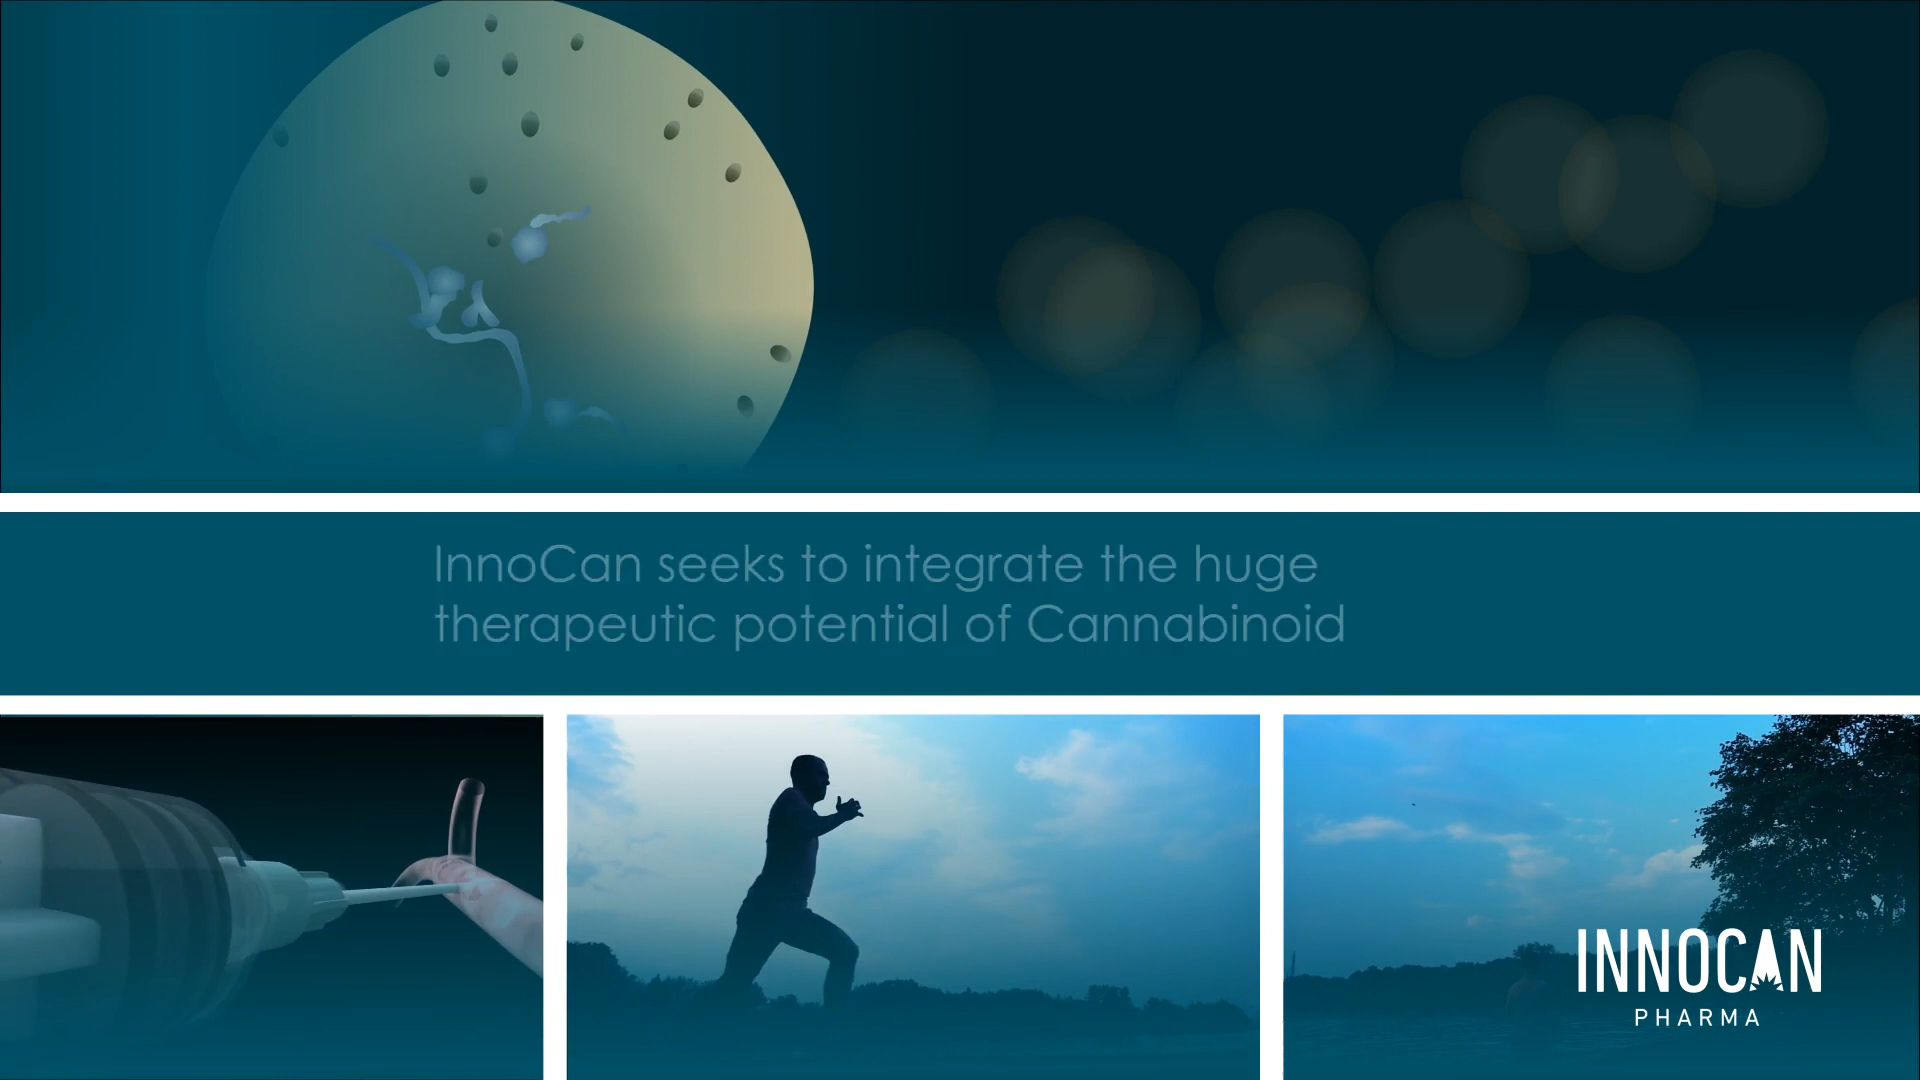 InnoCan seeks to integrate the huge
therapeutic potential of Cannabinoid
INNOCAN
PHARMA